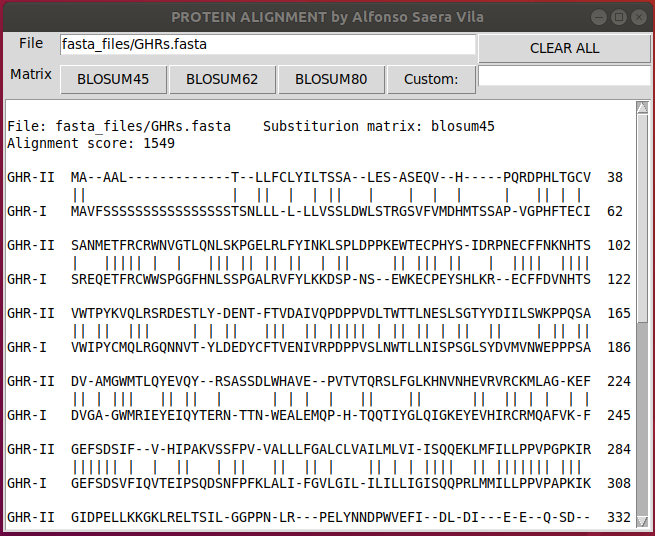 PROTEIN ALIGNMENT by Alfonso Saera Vila
File fasta_files/GHRs.fasta CLEAR ALL
Matrix BLOSUM45 BLOSUM62 BLOSUM80 Custom:
File: fasta_files/GHRs.fasta    Substiturion matrix: blosum45
Alignment score: 1549
GHR-II  MA--AAL-------------T--LLFCLYILTSSA--LES-ASEQV--H-----PQRDPHLTGCV  38
GHR-I   MAVFSSSSSSSSSSSSSSSSTSNLLL-L-LLVSSLDWLSTRGSVFVMDHMTSSAP-VGPHFTECI  62
GHR-II  SANMETFRCRWNVGTLQNLSKPGELRLFYINKLSPLDPPKEWTECPHYS-IDRPNECFFNKNHTS  102
GHR-I   SREQETFRCWWSPGGFHNLSSPGALRVFYLKKDSP-NS--EWKECPEYSHLKR--ECFFDVNHTS  122
GHR-II  VWTPYKVQLRSRDESTLY-DENT-FTVDAIVQPDPPVDLTWTTLNESLSGTYYDIILSWKPPQSA  165
GHR-I   VWIPYCMQLRGQNNVT-YLDEDYCFTVENIVRPDPPVSLNWTLLNISPSGLSYDVMVNWEPPPSA  186
GHR-II  DV-AMGWMTLQYEVQY--RSASSDLWHAVE--PVTVTQRSLFGLKHNVNHEVRVRCKMLAG-KEF  224
GHR-I   DVGA-GWMRIEYEIQYTERN-TTN-WEALEMQP-H-TQQTIYGLQIGKEYEVHIRCRMQAFVK-F  245
GHR-II  GEFSDSIF--V-HIPAKVSSFPV-VALLLFGALCLVAILMLVI-ISQQEKLMFILLPPVPGPKIR  284
GHR-I   GEFSDSVFIQVTEIPSQDSNFPFKLALI-FGVLGIL-ILILLIGISQQPRLMMILLPPVPAPKIK  308
GHR-II  GIDPELLKKGKLRELTSIL-GGPPNL-R---PELYNNDPWVEFI--DL-DI---E-E--Q-SD--  332